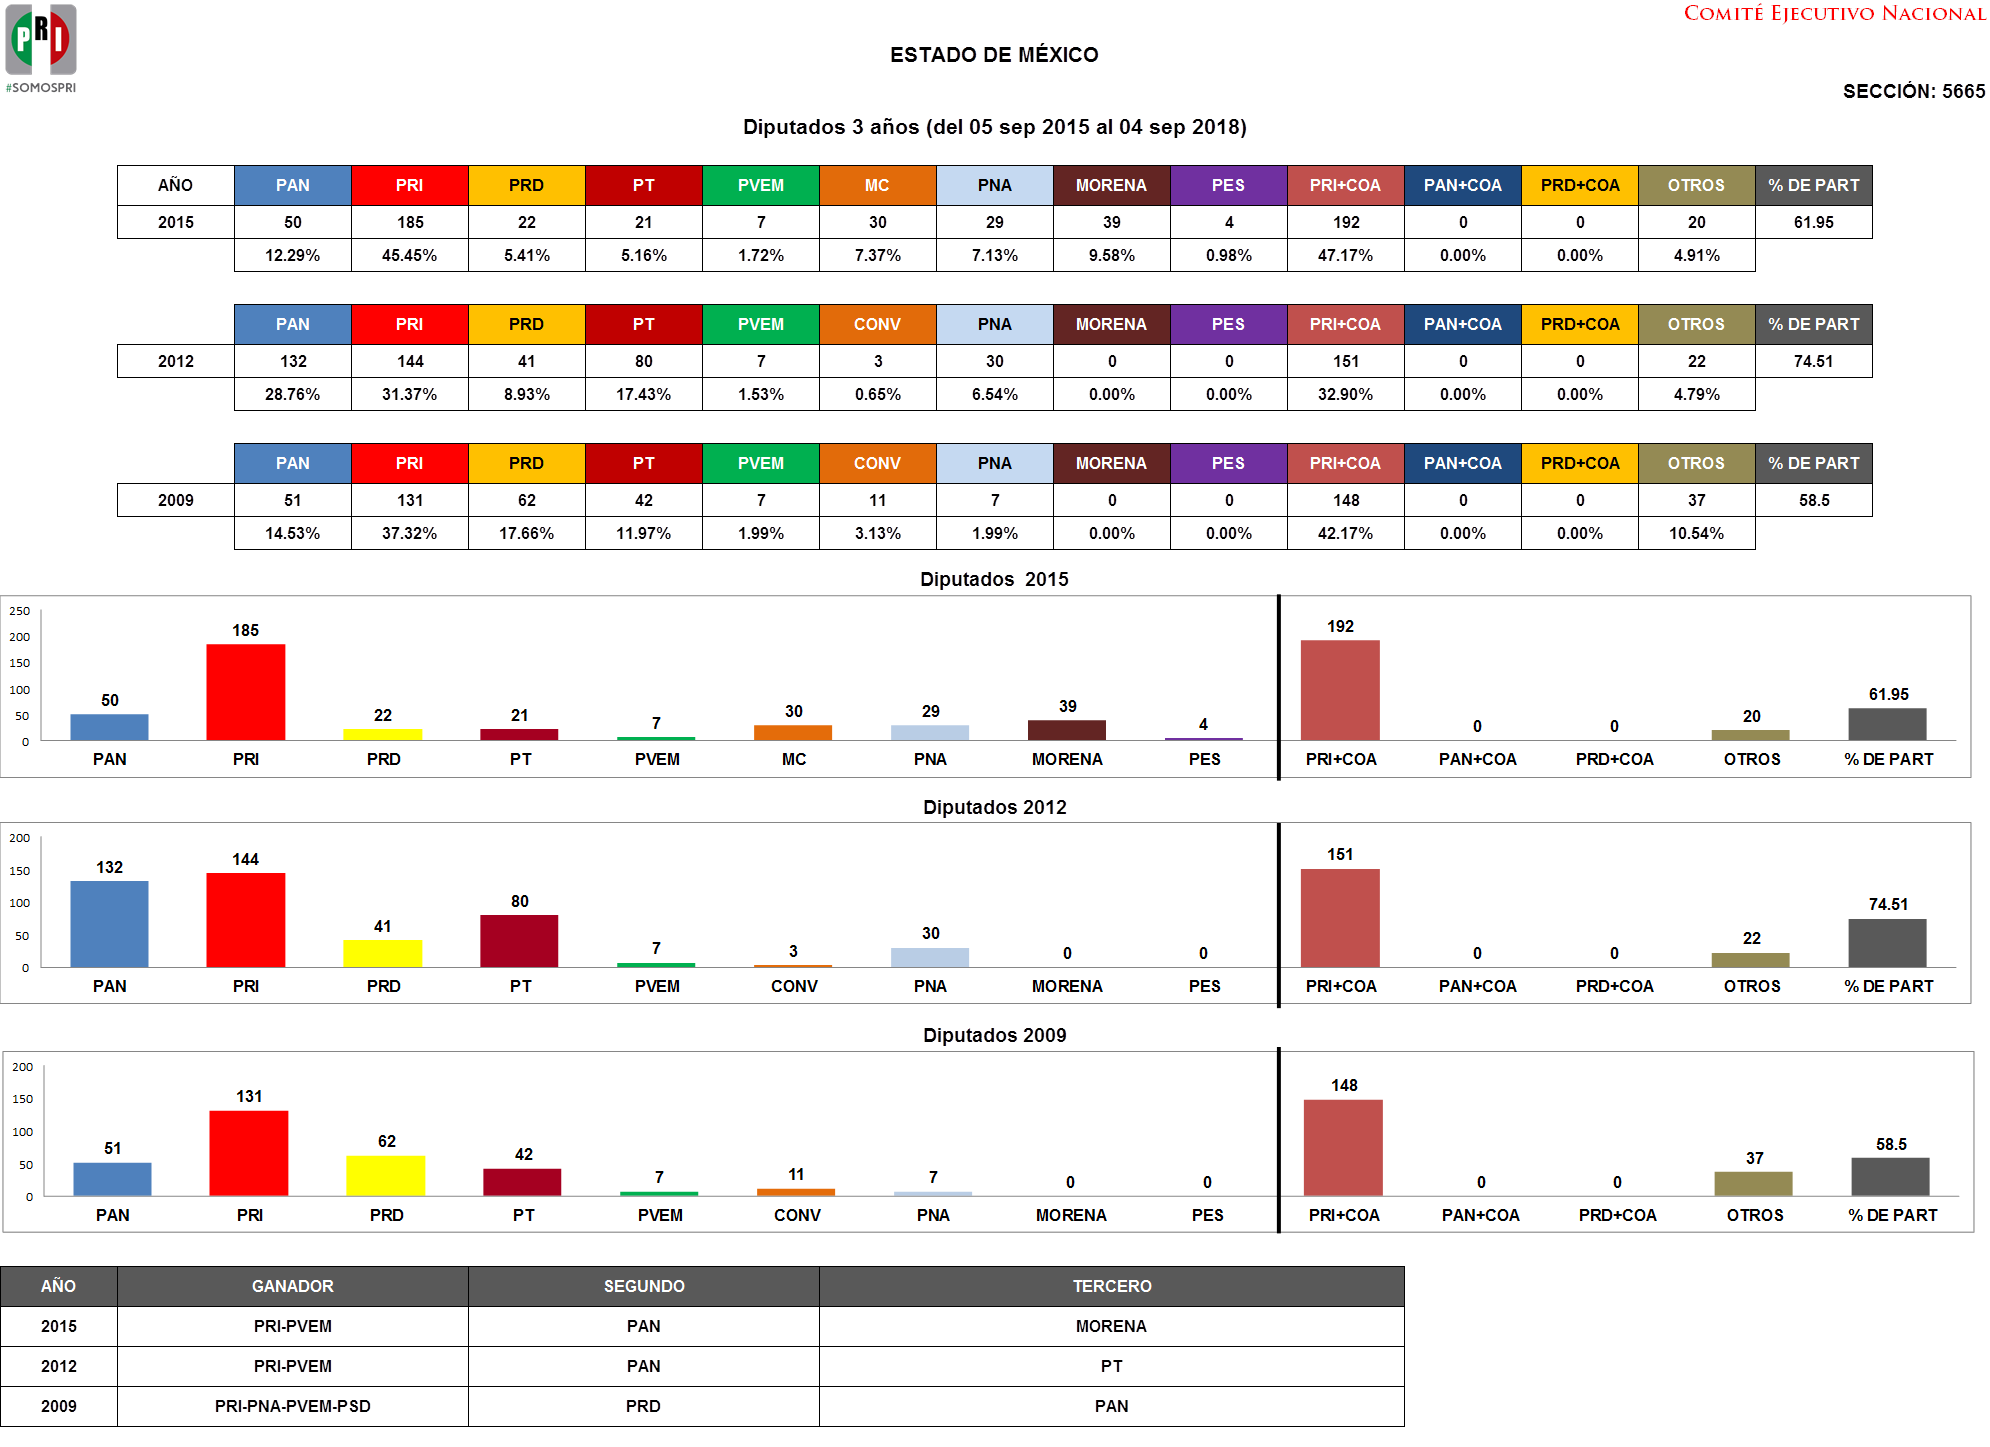 PRI
#SOMOSPRI
COMITÉ EJECUTIVO NACIONAL
ESTADO DE MÉXICO
SECCIÓN: 5665
Diputados 3 años (del 05 sep 2015 al 04 sep 2018)
AÑO PAN PRI PRD PT PVEM MC PNA MORENA PES PRI+COA PAN+COA PRD+COA OTROS % DE PART
2015 50 185 22 21 7 30 29 39 4 192 0 0 20 61.95
12.29% 45.45% 5.41% 5.16% 1.72% 7.37% 7.13% 9.58% 0.98% 47.17% 0.00% 0.00% 4.91%
PAN PRI PRD PT PVEM CONV PNA MORENA PES PRI+COA PAN+COA PRD+COA OTROS % DE PART
2012 132 144 41 80 7 3 30 0 0 151 0 0 22 74.51
28.76% 31.37% 8.93% 17.43% 1.53% 0.65% 6.54% 0.00% 0.00% 32.90% 0.00% 0.00% 4.79%
PAN PRI PRD PT PVEM CONV PNA MORENA PES PRI+COA PAN+COA PRD+COA OTROS % DE PART
2009 51 131 62 42 7 11 7 0 0 148 0 0 37 58.5
14.53% 37.32% 17.66% 11.97% 1.99% 3.13% 1.99% 0.00% 0.00% 42.17% 0.00% 0.00% 10.54%
Diputados 2015
250
200
150
100
50
0
50 185 22 21 7 30 29 39 4 192 0 0 20 61.95
PAN PRI PRD PT PVEM MC PNA MORENA PES PRI+COA PAN+COA PRD+COA OTROS % DE PART
Diputados 2012
200
150
100
50
0
132 144 41 80 7 3 30 0 0 151 0 0 22 74.51
PAN PRI PRD PT PVEM CONV PNA MORENA PES PRI+COA PAN+COA PRD+COA OTROS % DE PART
Diputados 2009
200
150
100
50
0
51 131 62 42 7 11 7 0 0 148 0 0 37 58.5
PAN PRI PRD PT PVEM CONV PNA MORENA PES PRI+COA PAN+COA PRD+COA OTROS % DE PART
AÑO GANADOR SEGUNDO TERCERO
2015 PRI-PVEM PAN MORENA
2012 PRI-PVEM PAN PT
2009 PRI-PNA-PVEM-PSD PRD PAN